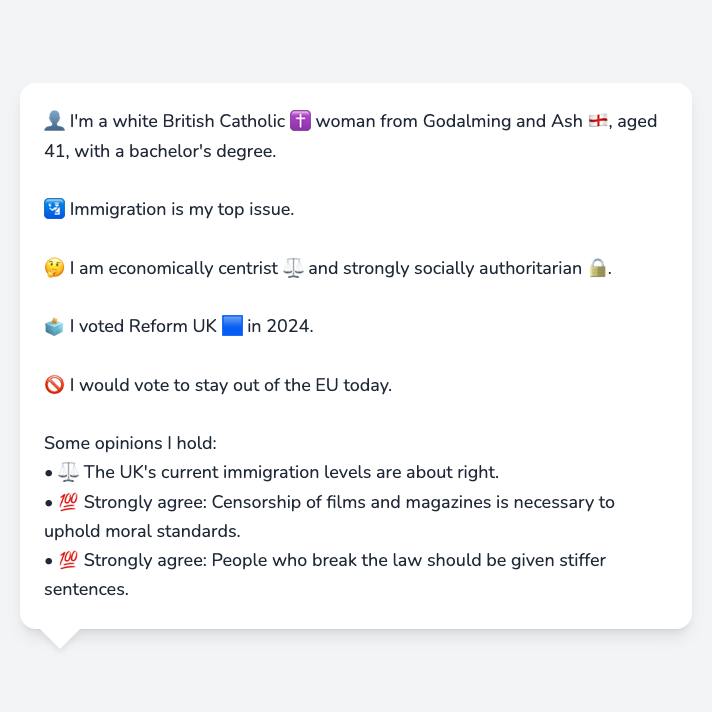 👤 I'm a white British Catholic ✝️ woman from Godalming and Ash 🏴󠁧󠁢󠁥󠁮󠁧󠁿, aged
41, with a bachelor's degree.
🛂 Immigration is my top issue.
🤔 I am economically centrist ⚖️ and strongly socially authoritarian 🔒.
🗳️ I voted Reform UK 🟦 in 2024.
🚫 I would vote to stay out of the EU today.
Some opinions I hold:
• ⚖️ The UK's current immigration levels are about right.
• 💯 Strongly agree: Censorship of films and magazines is necessary to
uphold moral standards.
• 💯 Strongly agree: People who break the law should be given stiffer
sentences.